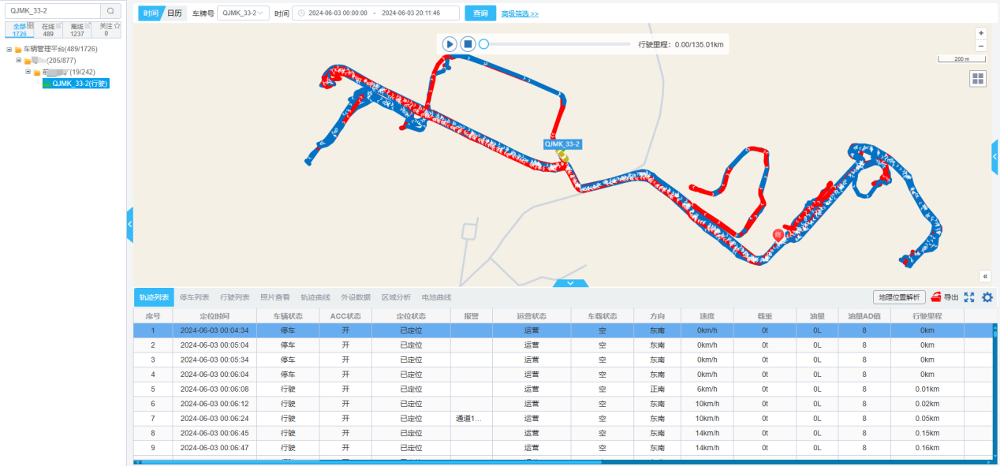 QJMK_33-2
全部 在线 离线 关注
1726 489 1237 0
车辆管理平台(489/1726)
(205/877)
(19/242)
QJMK_33-2(行驶)
时间 日历 车牌号 QJMK_33-2 时间 2024-06-03 00:00:00 - 2024-06-03 20:11:46 查询 高级筛选 >>
行驶里程: 0.00/135.01km
+
−
200 m
QJMK_33-2
终
«
轨迹列表 停车列表 行驶列表 照片查看 轨迹曲线 外设数据 区域分析 电池曲线 地理位置解析 导出
序号 定位时间 车辆状态 ACC状态 定位状态 报警 运营状态 车载状态 方向 速度 载重 油量 油量AD值 行驶里程
1 2024-06-03 00:04:34 停车 开 已定位 运营 空 东南 0km/h 0t 0L 8 0km
2 2024-06-03 00:05:04 停车 开 已定位 运营 空 东南 0km/h 0t 0L 8 0km
3 2024-06-03 00:05:34 停车 开 已定位 运营 空 东南 0km/h 0t 0L 8 0km
4 2024-06-03 00:06:04 停车 开 已定位 运营 空 东南 0km/h 0t 0L 8 0km
5 2024-06-03 00:06:08 行驶 开 已定位 运营 空 正南 6km/h 0t 0L 8 0.01km
6 2024-06-03 00:06:12 行驶 开 已定位 运营 空 东南 10km/h 0t 0L 8 0.02km
7 2024-06-03 00:06:24 行驶 开 已定位 通道1... 运营 空 东南 10km/h 0t 0L 8 0.05km
8 2024-06-03 00:06:45 行驶 开 已定位 运营 空 东南 14km/h 0t 0L 8 0.15km
9 2024-06-03 00:06:47 行驶 开 已定位 运营 空 东南 14km/h 0t 0L 8 0.16km